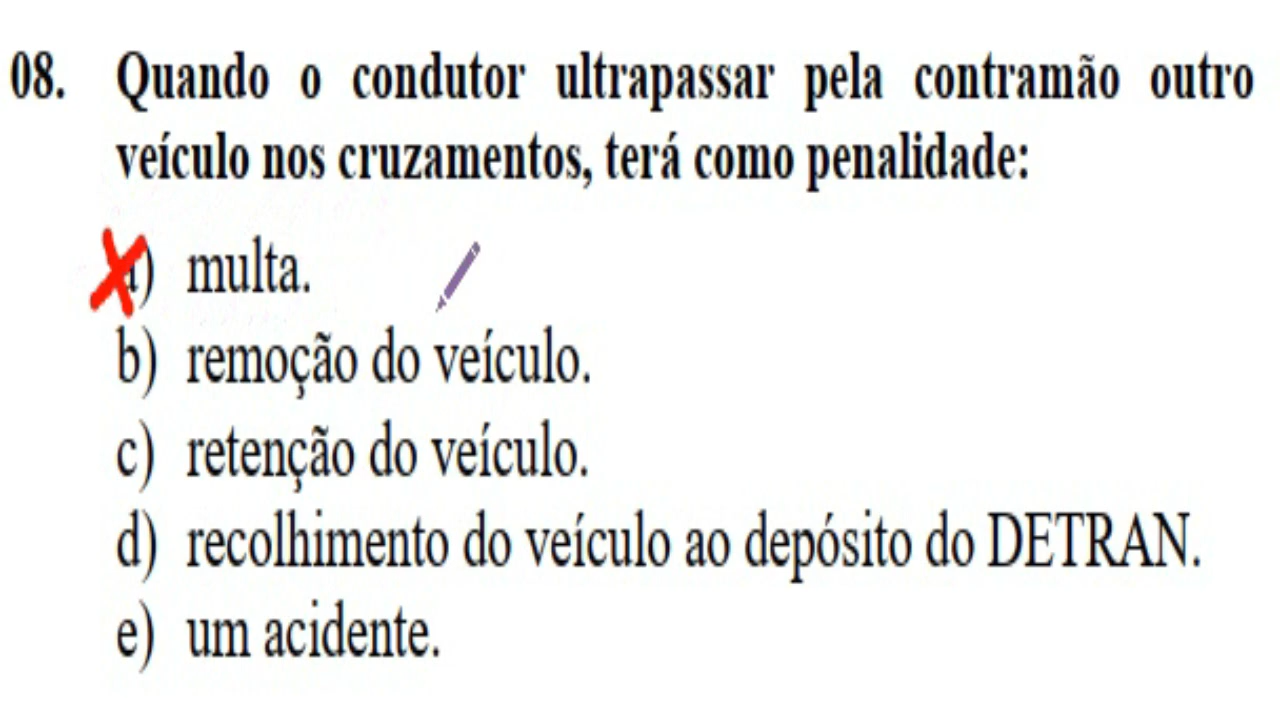 08. Quando o condutor ultrapassar pela contramão outro
veículo nos cruzamentos, terá como penalidade:
a) multa.
b) remoção do veículo.
c) retenção do veículo.
d) recolhimento do veículo ao depósito do DETRAN.
e) um acidente.